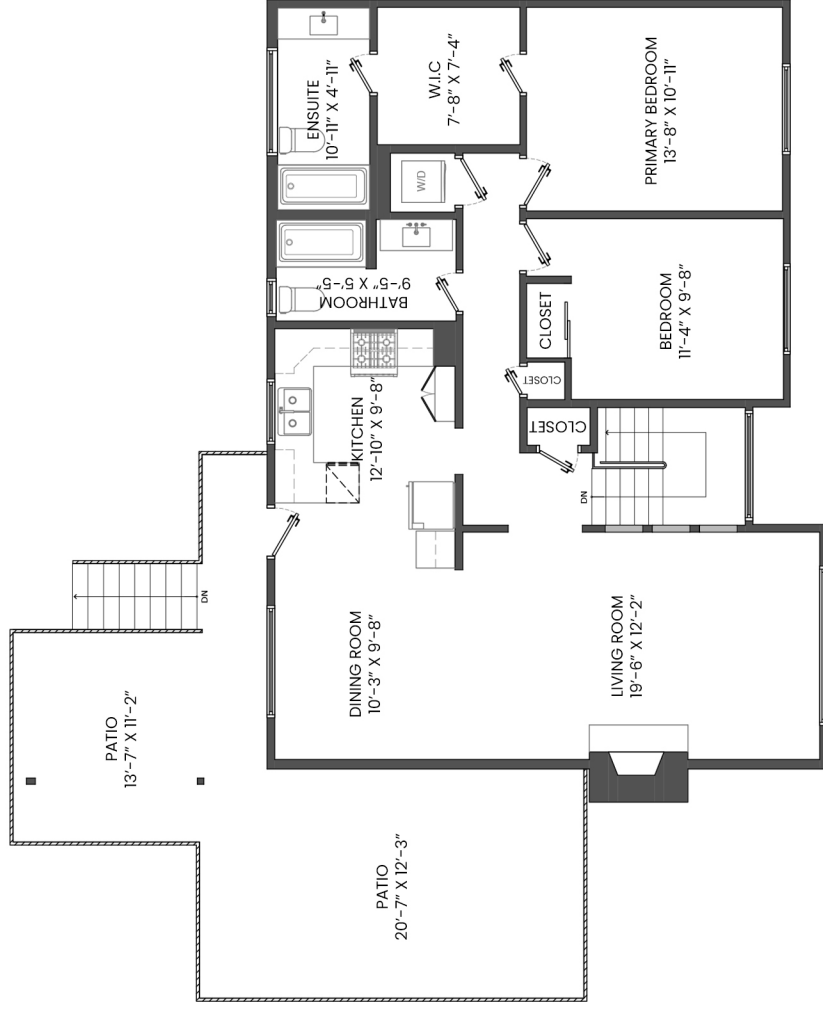 ENSUITE
10'-11" X 4'-11"
W.I.C
7'-8" X 7'-4"
PRIMARY BEDROOM
13'-8" X 10'-11"
W/D
BATHROOM
9'-5" X 5'-5"
CLOSET
BEDROOM
11'-4" X 9'-8"
CLOSET
CLOSET
KITCHEN
12'-10" X 9'-8"
DN
DN
DINING ROOM
10'-3" X 9'-8"
LIVING ROOM
19'-6" X 12'-2"
PATIO
13'-7" X 11'-2"
PATIO
20'-7" X 12'-3"